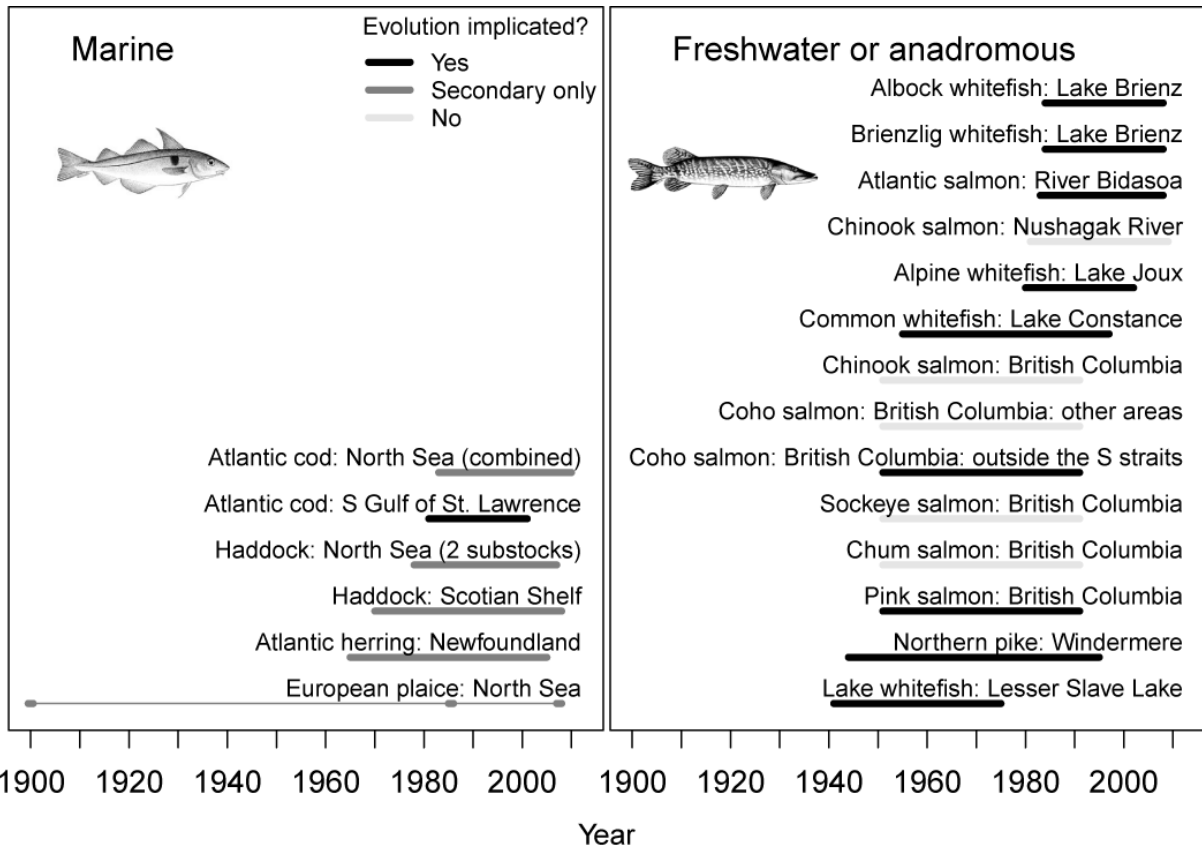 Marine
Evolution implicated?
Yes
Secondary only
No
Atlantic cod: North Sea (combined)
Atlantic cod: S Gulf of St. Lawrence
Haddock: North Sea (2 substocks)
Haddock: Scotian Shelf
Atlantic herring: Newfoundland
European plaice: North Sea
1900 1920 1940 1960 1980 2000
Freshwater or anadromous
Albock whitefish: Lake Brienz
Brienzlig whitefish: Lake Brienz
Atlantic salmon: River Bidasoa
Chinook salmon: Nushagak River
Alpine whitefish: Lake Joux
Common whitefish: Lake Constance
Chinook salmon: British Columbia
Coho salmon: British Columbia: other areas
Coho salmon: British Columbia: outside the S straits
Sockeye salmon: British Columbia
Chum salmon: British Columbia
Pink salmon: British Columbia
Northern pike: Windermere
Lake whitefish: Lesser Slave Lake
1900 1920 1940 1960 1980 2000
Year